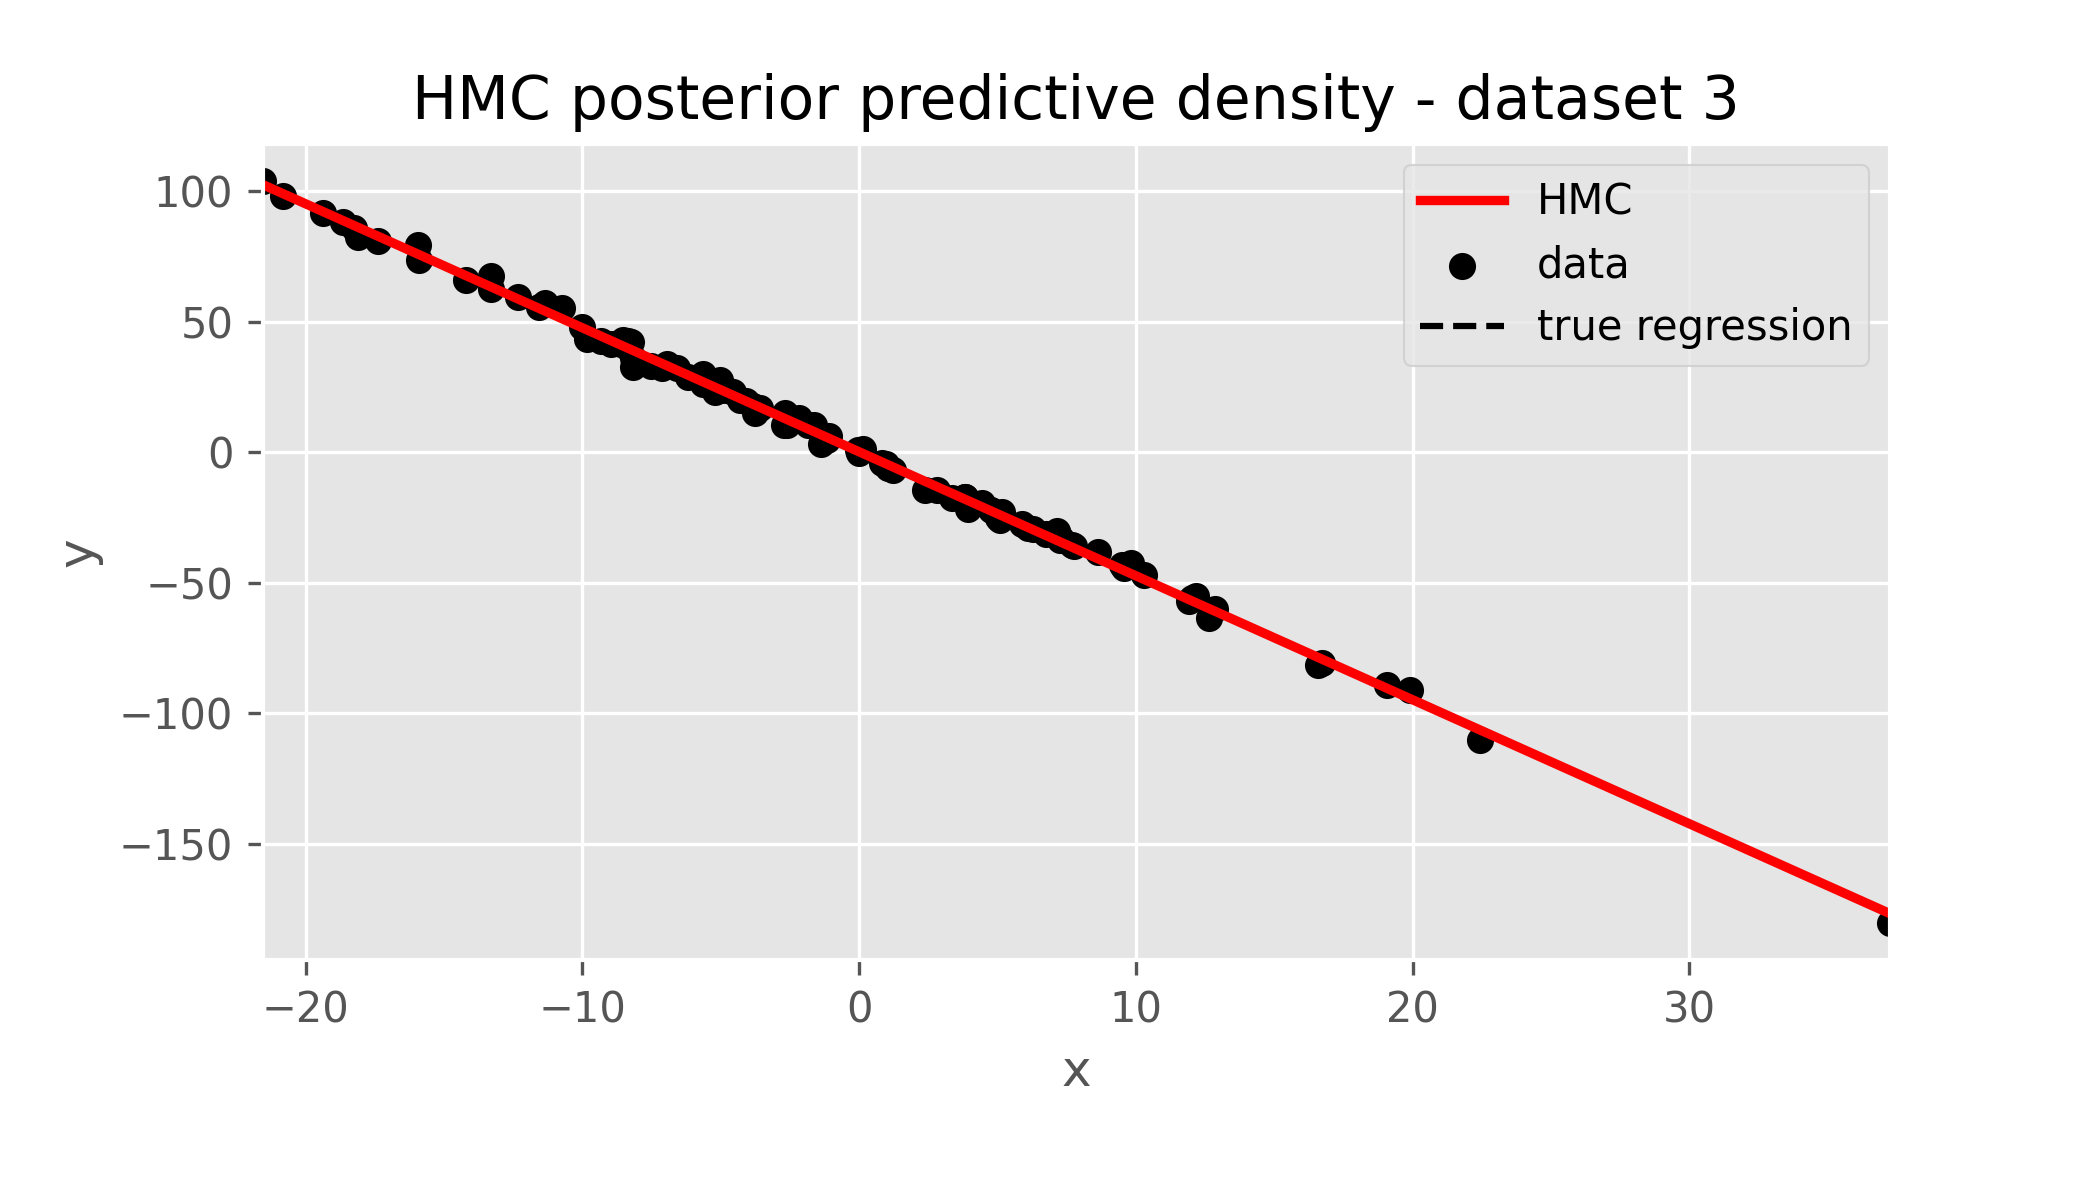 HMC posterior predictive density - dataset 3
HMC
data
true regression
100
50
0
−50
−100
−150
y
−20
−10
0
10
20
30
x